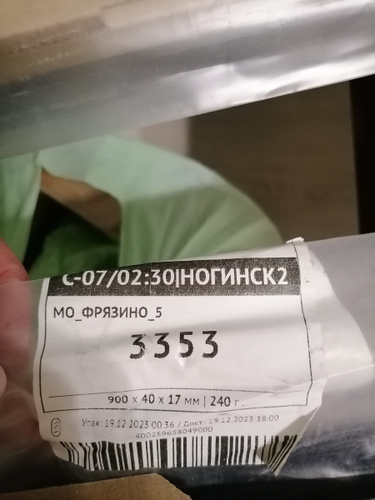 С-07/02:30|НОГИНСК2
МО_ФРЯЗИНО_5
3353
900 x 40 x 17 мм | 240 г.
Упак: 19.12.2023 00:36 / Дост: 19.12.2023 18:00
400259658049000